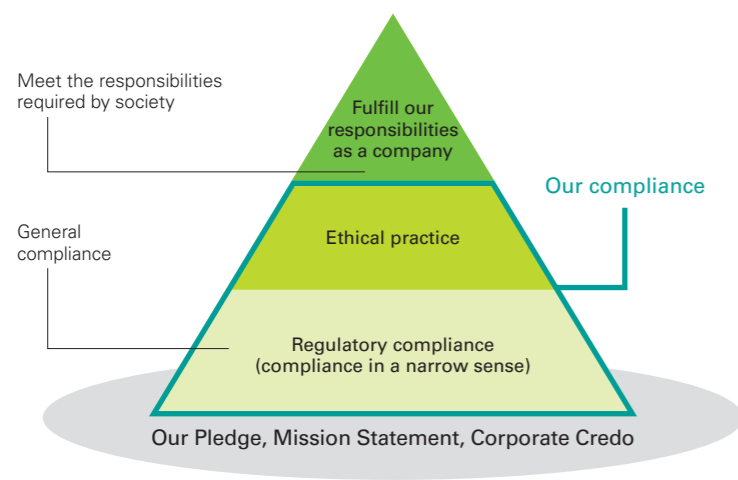 Meet the responsibilities
required by society
Fulfill our
responsibilities
as a company
Our compliance
General
compliance
Ethical practice
Regulatory compliance
(compliance in a narrow sense)
Our Pledge, Mission Statement, Corporate Credo